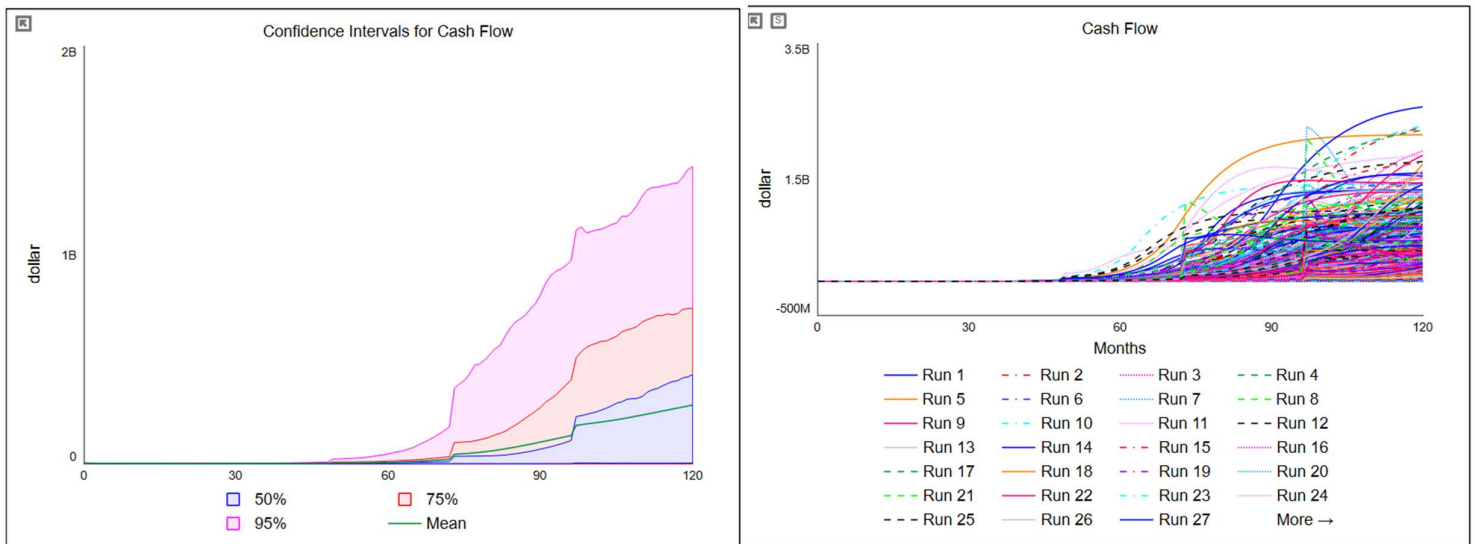 Confidence Intervals for Cash Flow
2B
1B
0
dollar
0 30 60 90 120
50% 75%
95% Mean
S
Cash Flow
3.5B
1.5B
-500M
dollar
0 30 60 90 120
Months
Run 1 Run 2 Run 3 Run 4
Run 5 Run 6 Run 7 Run 8
Run 9 Run 10 Run 11 Run 12
Run 13 Run 14 Run 15 Run 16
Run 17 Run 18 Run 19 Run 20
Run 21 Run 22 Run 23 Run 24
Run 25 Run 26 Run 27 More →